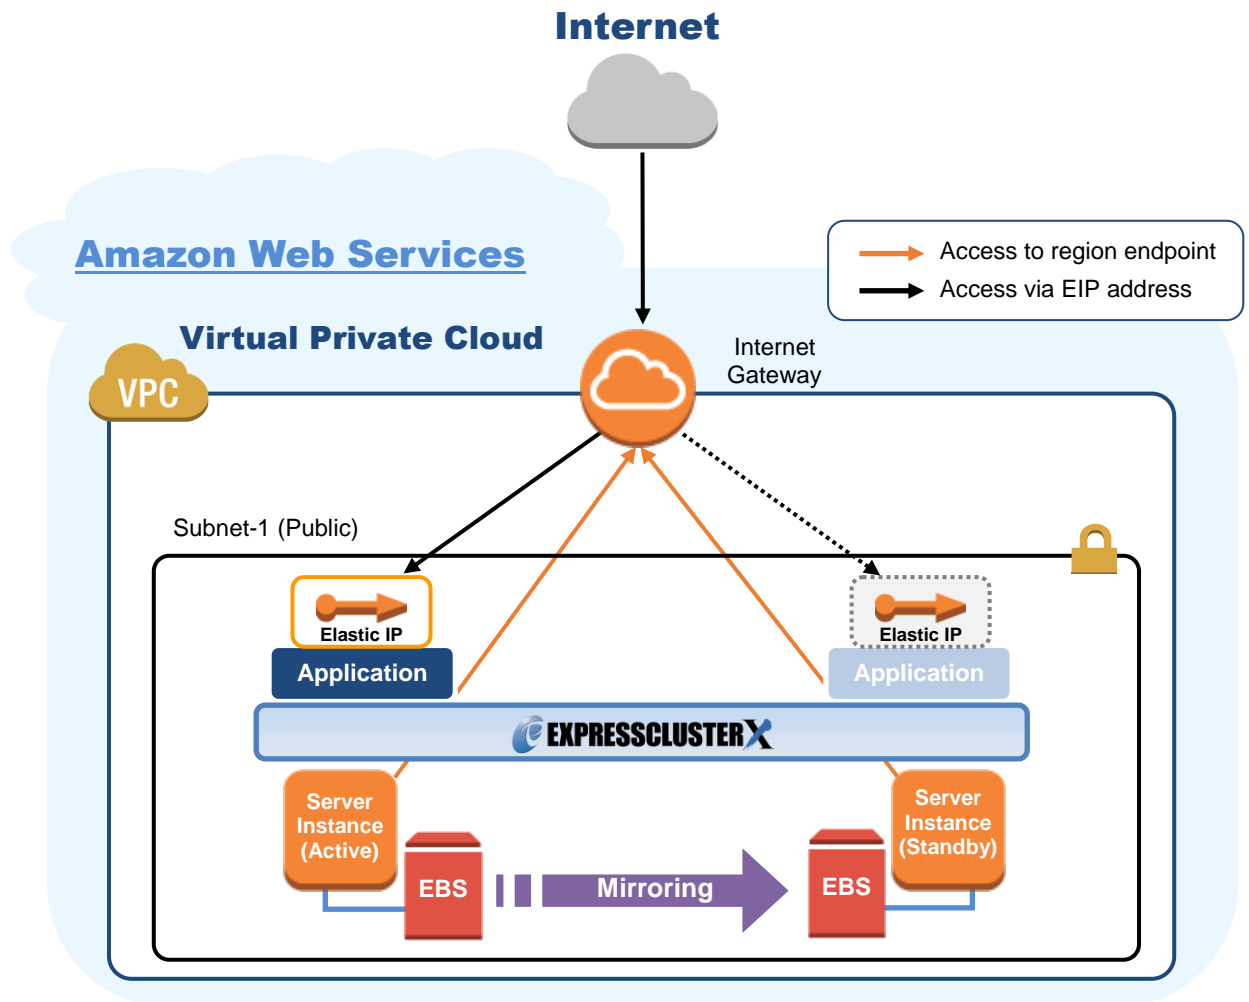 Internet
Amazon Web Services
Access to region endpoint
Access via EIP address
Virtual Private Cloud
Internet
Gateway
VPC
Subnet-1 (Public)
Elastic IP
Elastic IP
Application
Application
EXPRESSCLUSTER X
Server
Instance
(Active)
Server
Instance
(Standby)
EBS
Mirroring
EBS